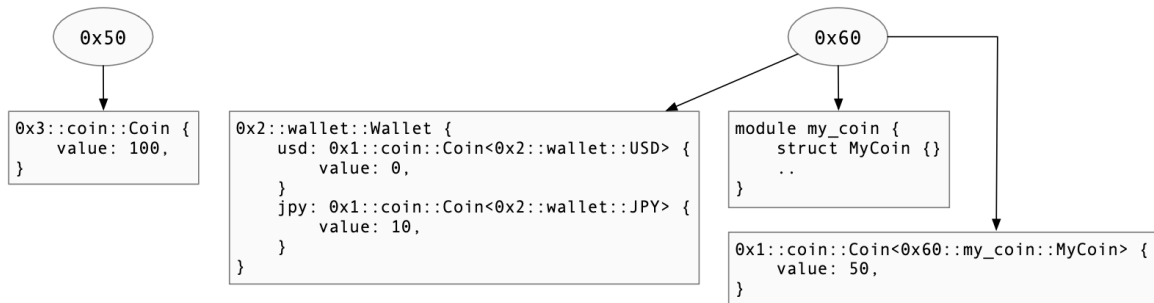 0x50
0x3::coin::Coin {
    value: 100,
}
0x60
0x2::wallet::Wallet {
    usd: 0x1::coin::Coin<0x2::wallet::USD> {
        value: 0,
    }
    jpy: 0x1::coin::Coin<0x2::wallet::JPY> {
        value: 10,
    }
}
module my_coin {
    struct MyCoin {}
    ..
}
0x1::coin::Coin<0x60::my_coin::MyCoin> {
    value: 50,
}